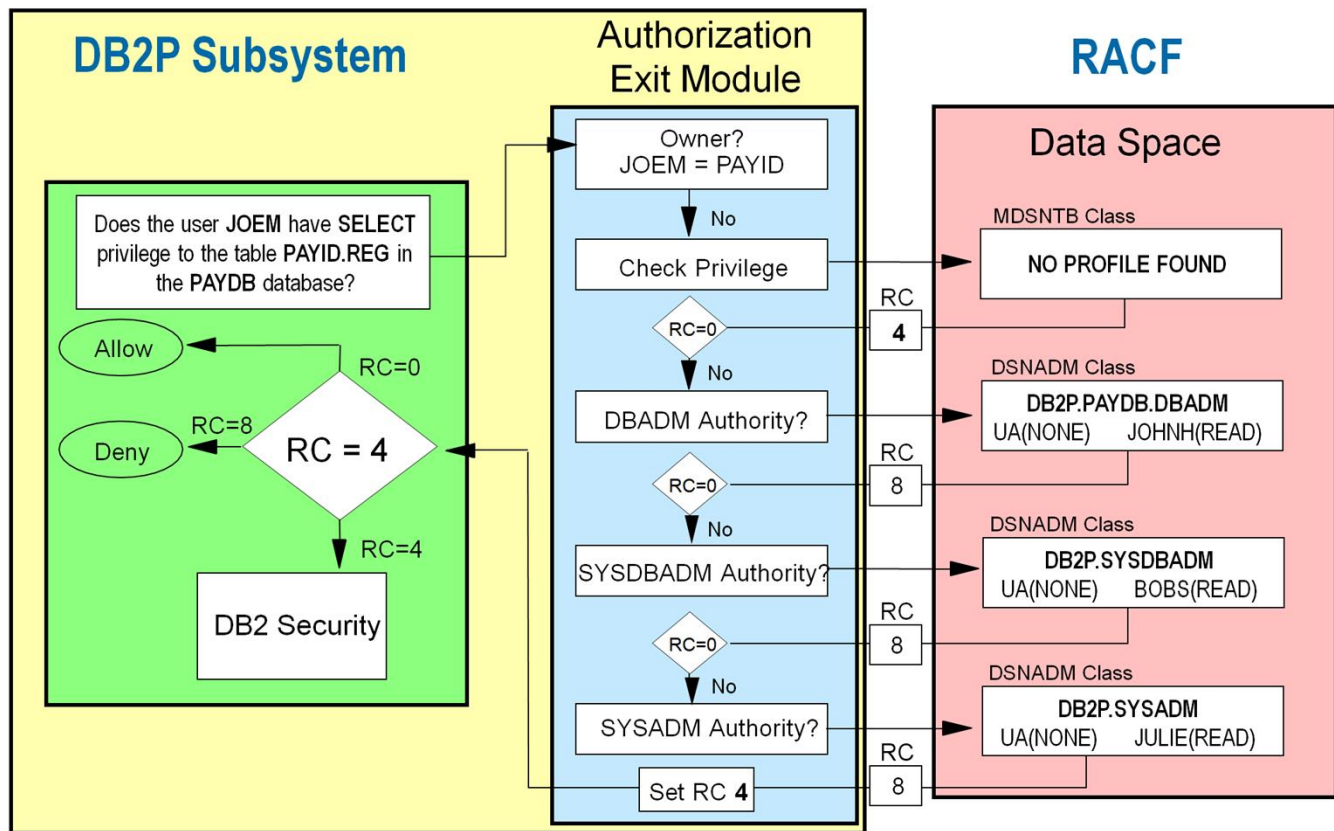 DB2P Subsystem
Authorization
Exit Module
RACF
Does the user JOEM have SELECT
privilege to the table PAYID.REG in
the PAYDB database?
Allow
RC=0
RC=8
Deny
RC = 4
RC=4
DB2 Security
Owner?
JOEM = PAYID
No
Check Privilege
RC=0
No
DBADM Authority?
RC=0
No
SYSDBADM Authority?
RC=0
No
SYSADM Authority?
Set RC 4
RC
4
RC
8
RC
8
RC
8
Data Space
MDSNTB Class
NO PROFILE FOUND
DSNADM Class
DB2P.PAYDB.DBADM
UA(NONE) JOHNH(READ)
DSNADM Class
DB2P.SYSDBADM
UA(NONE) BOBS(READ)
DSNADM Class
DB2P.SYSADM
UA(NONE) JULIE(READ)